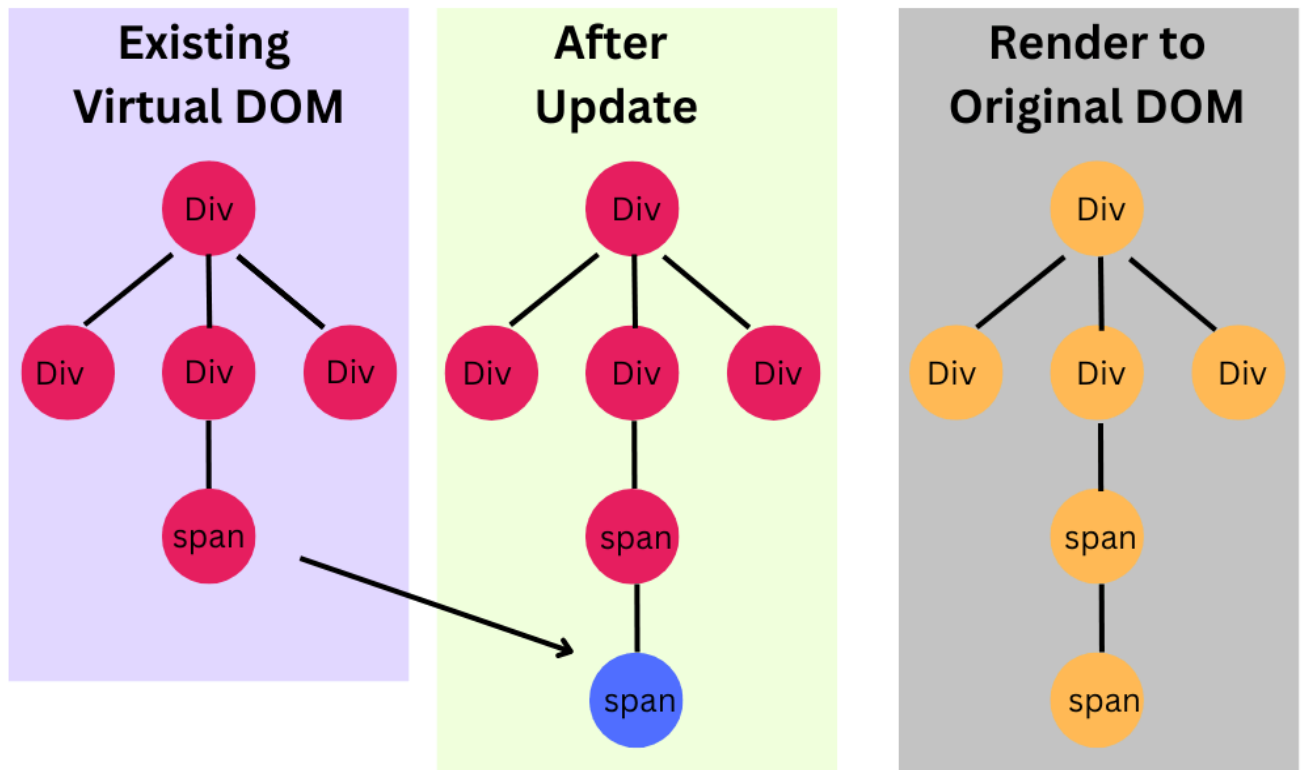 Existing
Virtual DOM
Div
Div Div Div
span
After
Update
Div
Div Div Div
span
span
Render to
Original DOM
Div
Div Div Div
span
span